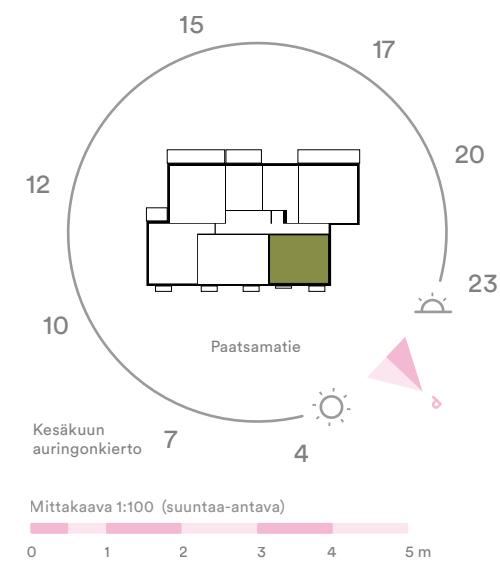 15
17
20
12
23
10
Paatsamatie
P
Kesäkuun
auringonkierto
7
4
Mittakaava 1:100 (suuntaa-antava)
0 1 2 3 4 5 m